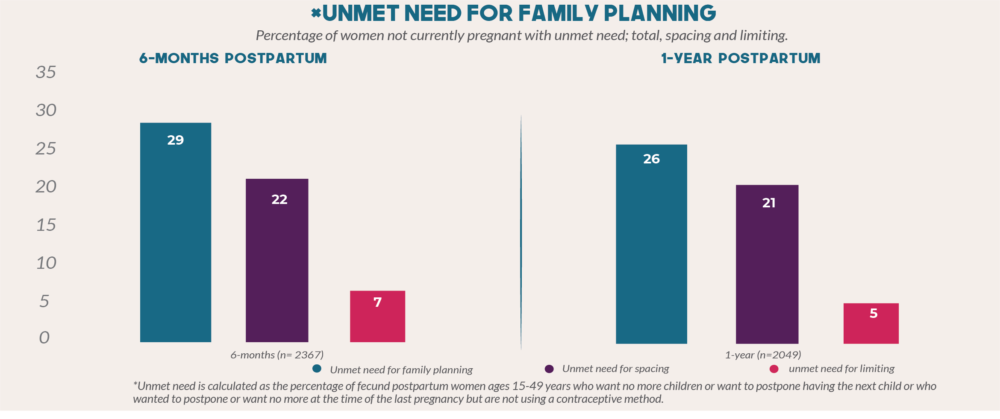 *UNMET NEED FOR FAMILY PLANNING
Percentage of women not currently pregnant with unmet need; total, spacing and limiting.
6-MONTHS POSTPARTUM
1-YEAR POSTPARTUM
35
30
25
20
15
10
5
0
29
22
7
26
21
5
6-months (n= 2367)
1-year (n=2049)
Unmet need for family planning
Unmet need for spacing
unmet need for limiting
*Unmet need is calculated as the percentage of fecund postpartum women ages 15-49 years who want no more children or want to postpone having the next child or who
wanted to postpone or want no more at the time of the last pregnancy but are not using a contraceptive method.